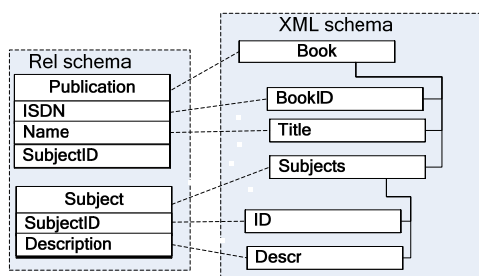 Rel schema
Publication
ISDN
Name
SubjectID
Subject
SubjectID
Description
XML schema
Book
BookID
Title
Subjects
ID
Descr